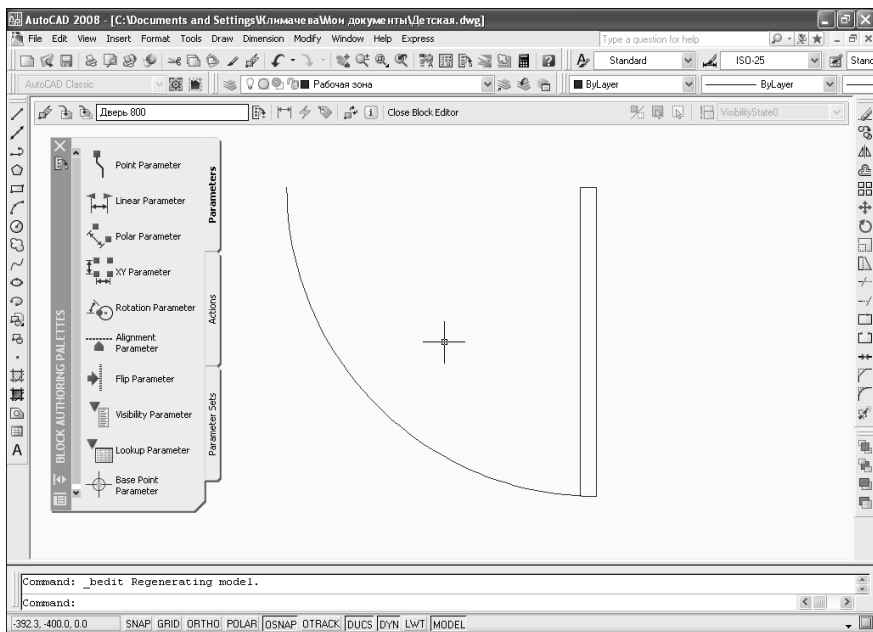 AutoCAD 2008 - [C:\Documents and Settings\Климачева\Мои документы\Детская.dwg]
File Edit View Insert Format Tools Draw Dimension Modify Window Help Express
Type a question for help
Standard ISO-25
AutoCAD Classic
Рабочая зона
ByLayer ByLayer
Дверь 800
Close Block Editor
VisibilityState0
Point Parameter
Linear Parameter
Polar Parameter
XY Parameter
Rotation Parameter
Alignment
Parameter
Flip Parameter
Visibility Parameter
Lookup Parameter
Base Point
Parameter
Parameters
Actions
Parameter Sets
BLOCK AUTHORING PALETTES
A
Command: _bedit Regenerating model.
Command:
-392.3, -400.0, 0.0 SNAP GRID ORTHO POLAR OSNAP OTRACK DUCS DYN LWT MODEL